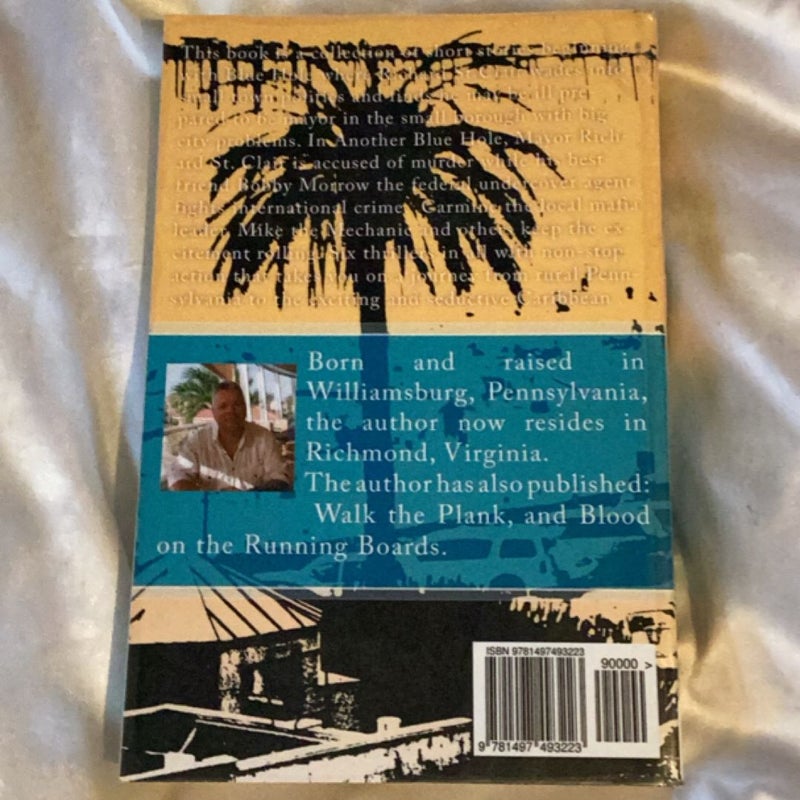 This book is a collection of short stories beginning
with Blue Hole where Richard St. Clair wades into
small town politics and finds he may be ill pre
pared to be mayor in the small borough with big
city problems. In Another Blue Hole, Mayor Rich
ard St. Clair is accused of murder while his best
friend Bobby Morrow the federal undercover agent
fights international crime. Carmine the local mafia
leader, Mike the Mechanic and others keep the ex
citement rolling. Six thrillers in all with non-stop
action that takes you on a journey from rural Penn-
sylvania to the exciting and seductive Caribbean
Born and raised in
Williamsburg, Pennsylvania,
the author now resides in
Richmond, Virginia.
The author has also published:
Walk the Plank, and Blood
on the Running Boards.
ISBN 9781497493223
90000 >
9 781497 493223